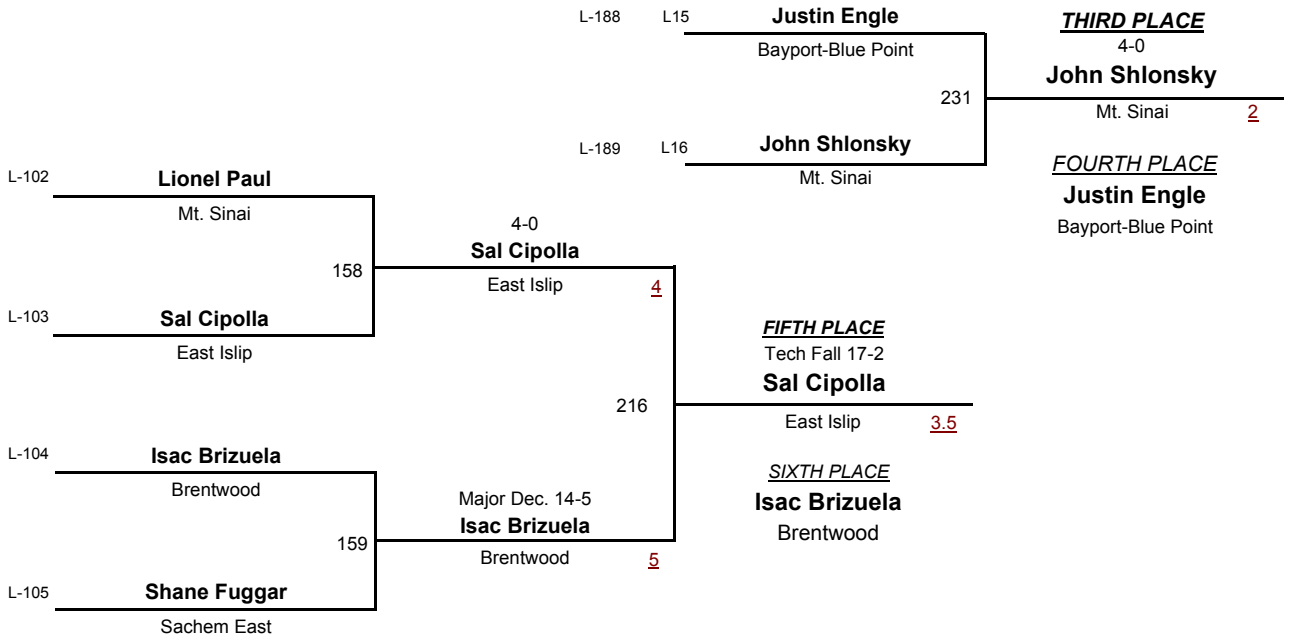 L-188 L15 Justin Engle
Bayport-Blue Point
231
L-189 L16 John Shlonsky
Mt. Sinai
THIRD PLACE
4-0
John Shlonsky
Mt. Sinai 2
FOURTH PLACE
Justin Engle
Bayport-Blue Point
L-102 Lionel Paul
Mt. Sinai
158
L-103 Sal Cipolla
East Islip
4-0
Sal Cipolla
East Islip 4
216
L-104 Isac Brizuela
Brentwood
159
L-105 Shane Fuggar
Sachem East
Major Dec. 14-5
Isac Brizuela
Brentwood 5
FIFTH PLACE
Tech Fall 17-2
Sal Cipolla
East Islip 3.5
SIXTH PLACE
Isac Brizuela
Brentwood